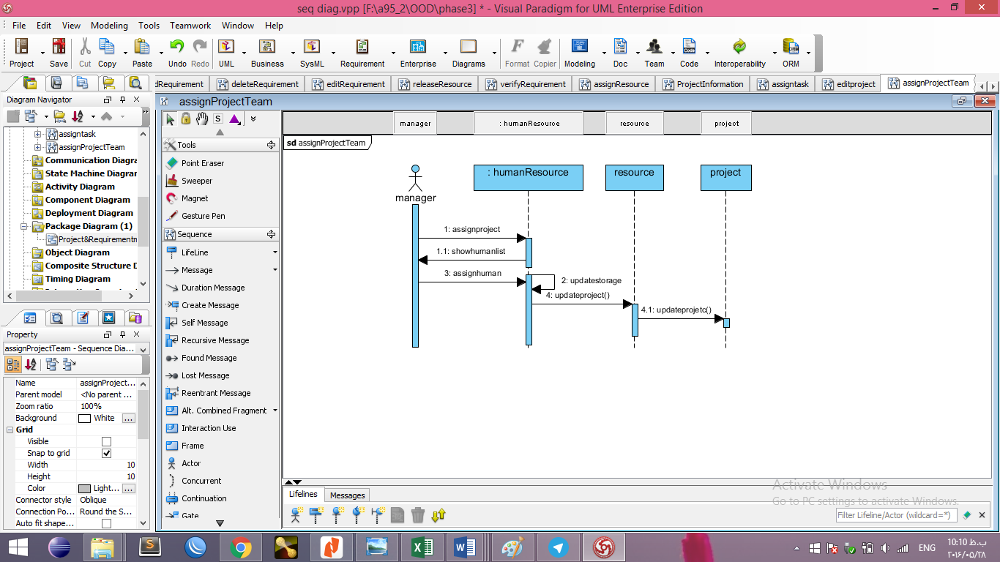 seq diag.vpp [F:\a95_2\OOD\phase3] * - Visual Paradigm for UML Enterprise Edition
File Edit View Modeling Tools Teamwork Window Help
Project Save Cut Copy Paste Undo Redo UML Business SysML Requirement Enterprise Diagrams Format Copier Modeling Doc Team Code Interoperability ORM
dRequirement deleteRequirement editRequirement releaseResource verifyRequirement assignResource ProjectInformation assigntask editproject assignProjectTeam
Diagram Navigator
assigntask
assignProjectTeam
Communication Diagra
State Machine Diagran
Activity Diagram
Component Diagram
Deployment Diagram
Package Diagram (1)
Project&Requirementn
Object Diagram
Composite Structure D
Timing Diagram
Property
assignProjectTeam - Sequence Dia...
Name assignProject...
Parent model <No parent ...
Zoom ratio 100%
Background White ...
Grid
Visible
Snap to grid
Width 10
Height 10
Color Light... ...
Connector style Oblique
Connection Po... Round the S...
Auto fit shape...
assignProjectTeam
S
Tools
Point Eraser
Sweeper
Magnet
Gesture Pen
Sequence
LifeLine
Message
Duration Message
Create Message
Self Message
Recursive Message
Found Message
Lost Message
Reentrant Message
Alt. Combined Fragment
Interaction Use
Frame
Actor
Concurrent
Continuation
Gate
manager : humanResource resource project
sd assignProjectTeam
: humanResource resource project
manager
1: assignproject
1.1: showhumanlist
3: assignhuman
2: updatestorage
4: updateproject()
4.1: updateprojetc()
Lifelines Messages
Activate Windows
Go to PC settings to activate Windows.
Filter Lifeline/Actor (wildcard=*)
ENG
10:10 ب.ظ
۲۰۱۶/۰۵/۲۸